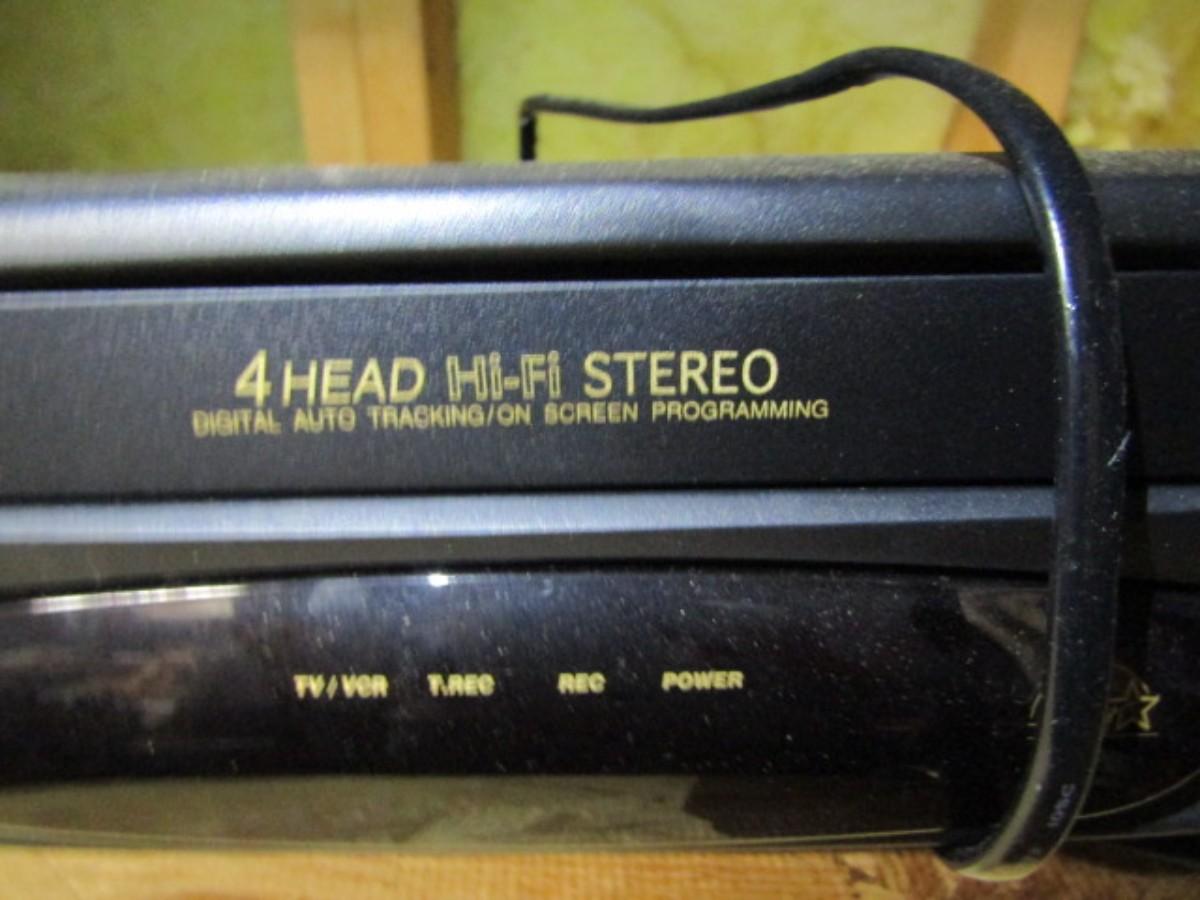 4 HEAD Hi-Fi STEREO
DIGITAL AUTO TRACKING/ON SCREEN PROGRAMMING
TV/VCR T.REC REC POWER